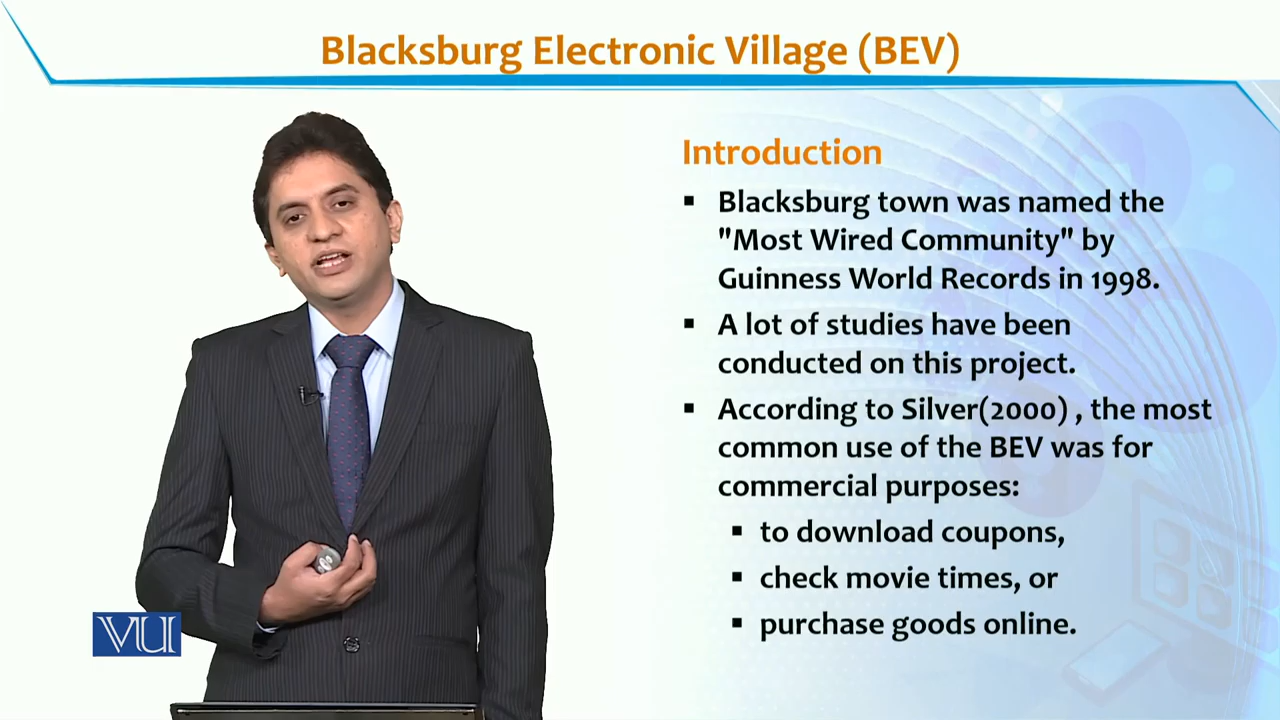 Blacksburg Electronic Village (BEV)
Introduction
▪ Blacksburg town was named the
"Most Wired Community" by
Guinness World Records in 1998.
▪ A lot of studies have been
conducted on this project.
▪ According to Silver(2000) , the most
common use of the BEV was for
commercial purposes:
▪ to download coupons,
▪ check movie times, or
▪ purchase goods online.
VU